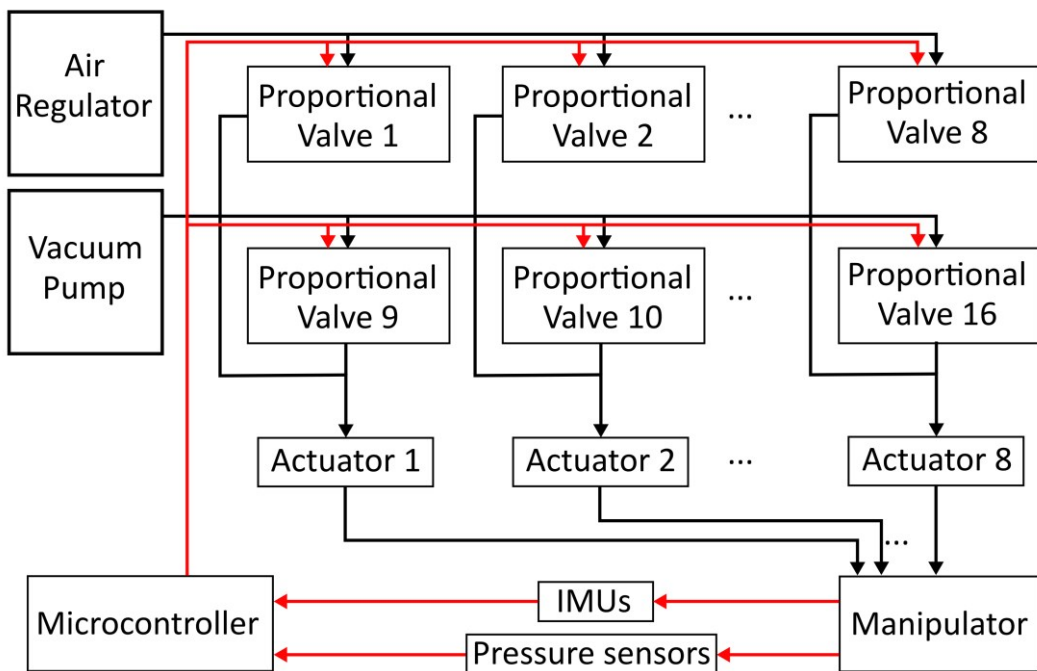 Air
Regulator
Proportional
Valve 1
Proportional
Valve 2
...
Proportional
Valve 8
Vacuum
Pump
Proportional
Valve 9
Proportional
Valve 10
...
Proportional
Valve 16
Actuator 1
Actuator 2
...
Actuator 8
...
Microcontroller
IMUs
Pressure sensors
Manipulator